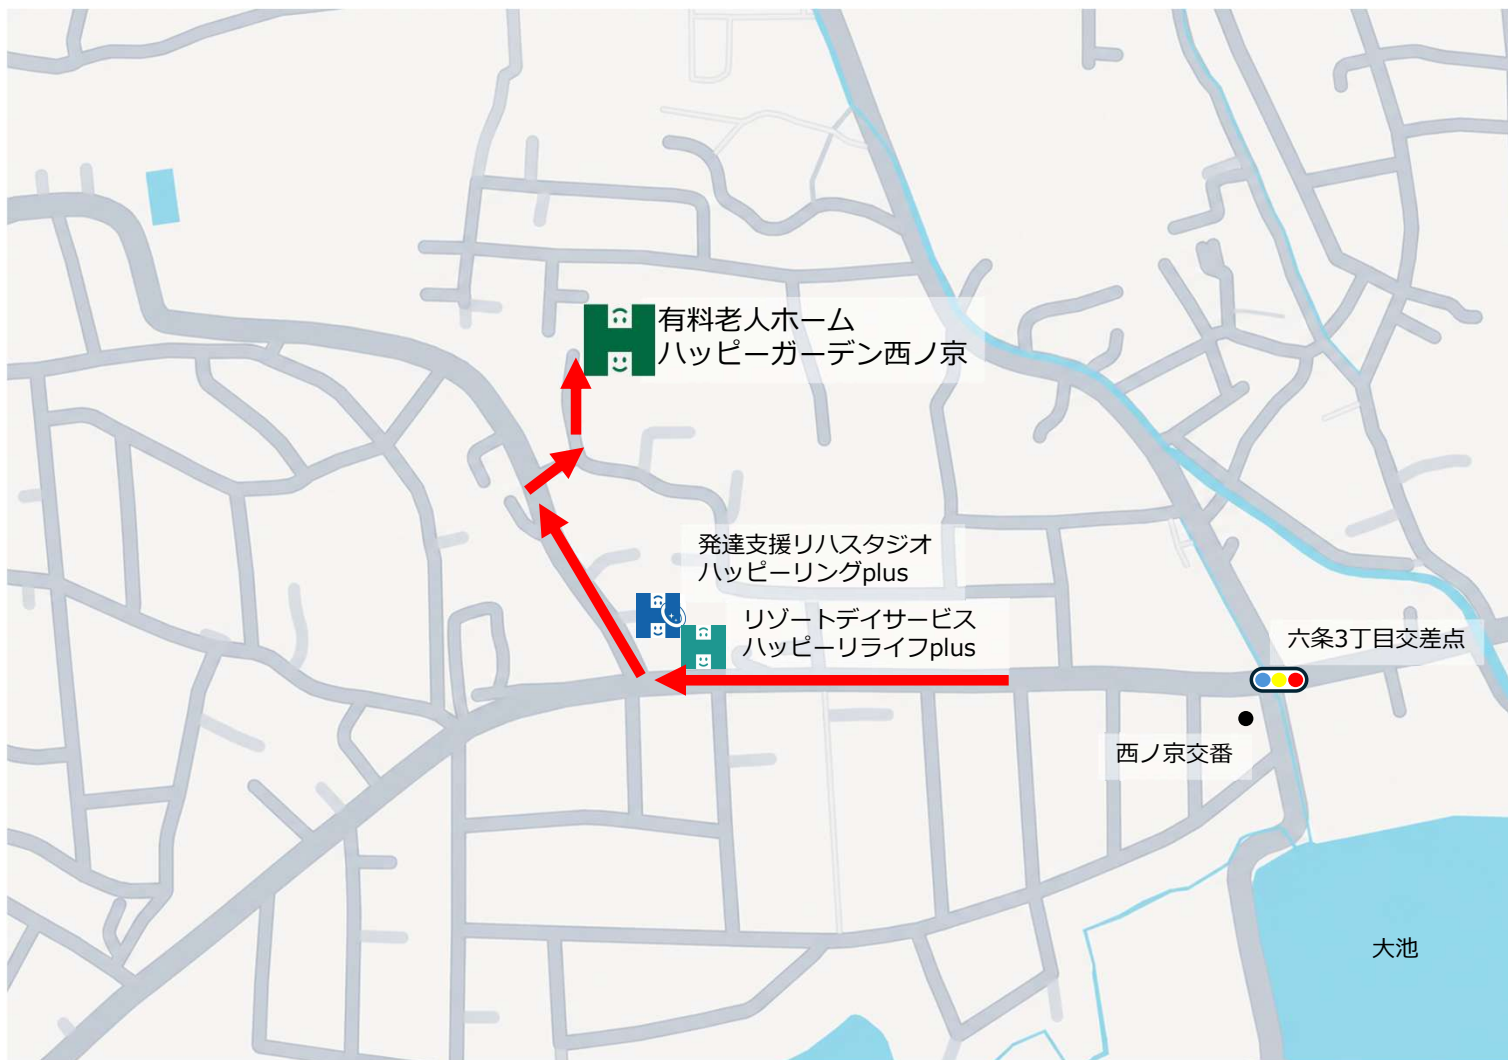 有料老人ホーム
ハッピーガーデン西ノ京
発達支援リハスタジオ
ハッピーリングplus
リゾートデイサービス
ハッピーリライフplus
六条3丁目交差点
西ノ京交番
大池